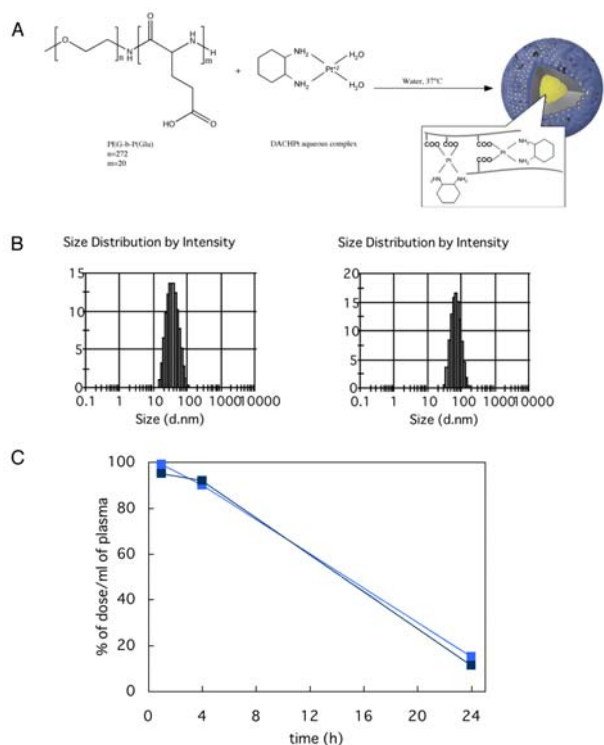 A
O
O
N
H
n
H
N
H
m
HO
O
PEG-b-P(Glu)
n=272
m=20
+
NH2
NH2
Pt+2
H2O
H2O
DACHPt aqueous complex
Water, 37°C
COO COO COO
COO
Pt
Pt
NH2
NH2
2HN NH2
B
Size Distribution by Intensity
15
10
5
0
0.1 1 10 100 1000 10000
Size (d.nm)
Size Distribution by Intensity
20
15
10
5
0
0.1 1 10 100 1000 10000
Size (d.nm)
C
% of dose/ml of plasma
100
80
60
40
20
0
0 4 8 12 16 20 24
time (h)